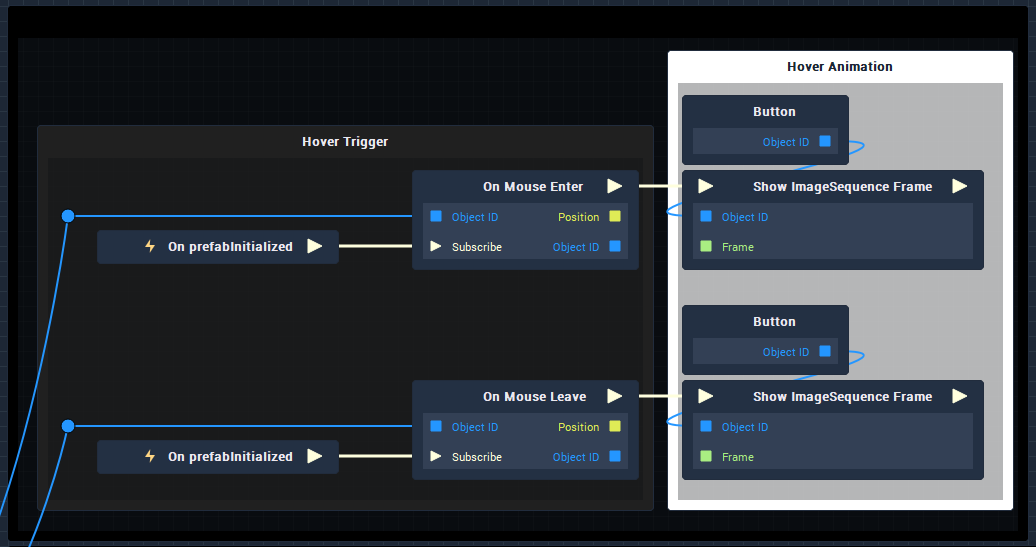 Hover Animation
Button
Object ID
Hover Trigger
On Mouse Enter
Show ImageSequence Frame
Object ID
Position
Object ID
On prefabInitialized
Subscribe
Object ID
Frame
Button
Object ID
On Mouse Leave
Show ImageSequence Frame
Object ID
Position
Object ID
On prefabInitialized
Subscribe
Object ID
Frame